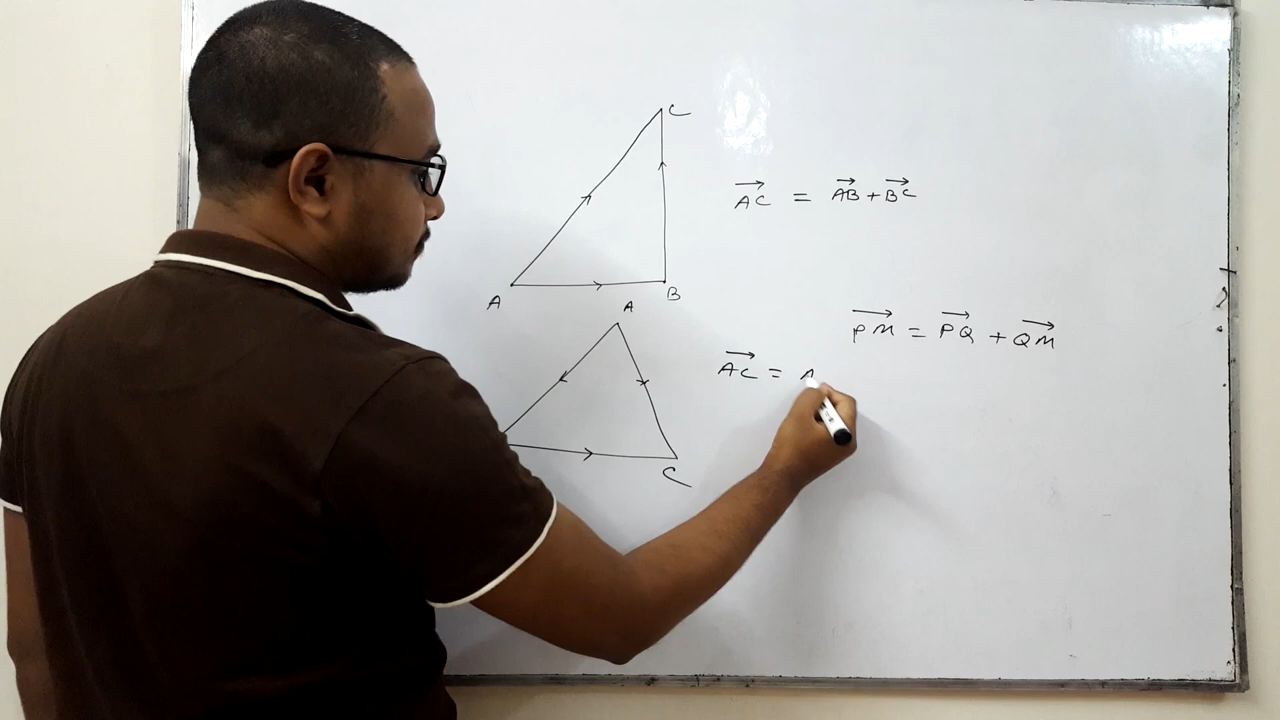 C
AC = AB + BC
A
B
A
PM = PQ + QM
AC = A
C